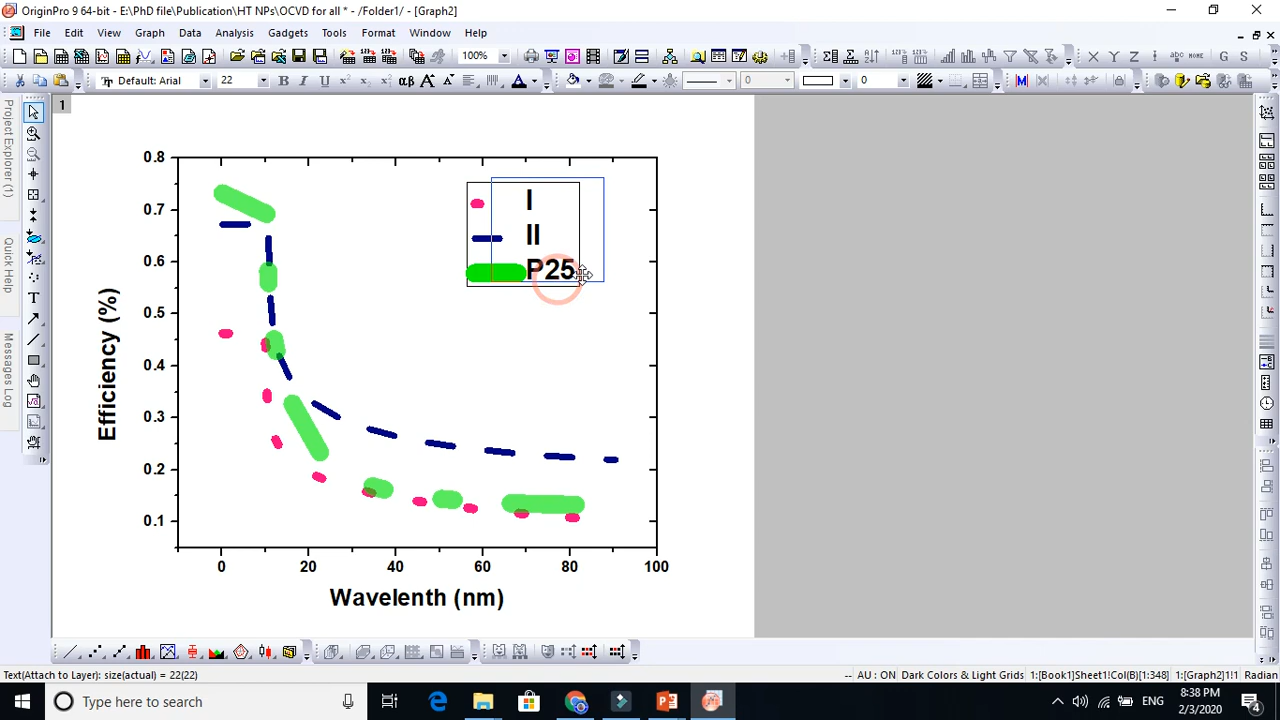 OriginPro 9 64-bit - E:\PhD file\Publication\HT NPs\OCVD for all * - /Folder1/ - [Graph2]
File Edit View Graph Data Analysis Gadgets Tools Format Window Help
100%
Default: Arial 22 B I U αβ A A A 0 0
X Y Z G S
1
Project Explorer (1)
Quick Help
Messages Log
0.8
0.7
0.6
0.5
0.4
0.3
0.2
0.1
Efficiency (%)
I
II
P25
0 20 40 60 80 100
Wavelenth (nm)
Text(Attach to Layer): size(actual) = 22(22)
-- AU : ON Dark Colors & Light Grids 1:[Book1]Sheet1!Col(B)[1:348] 1:[Graph2]1!1 Radian
Type here to search
ENG
8:38 PM
2/3/2020
4